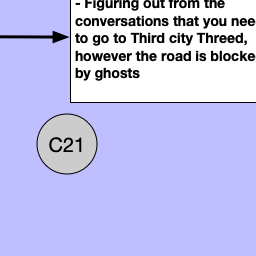 - Figuring out from the
conversations that you nee
to go to Third city Threed,
however the road is blocke
by ghosts
C21